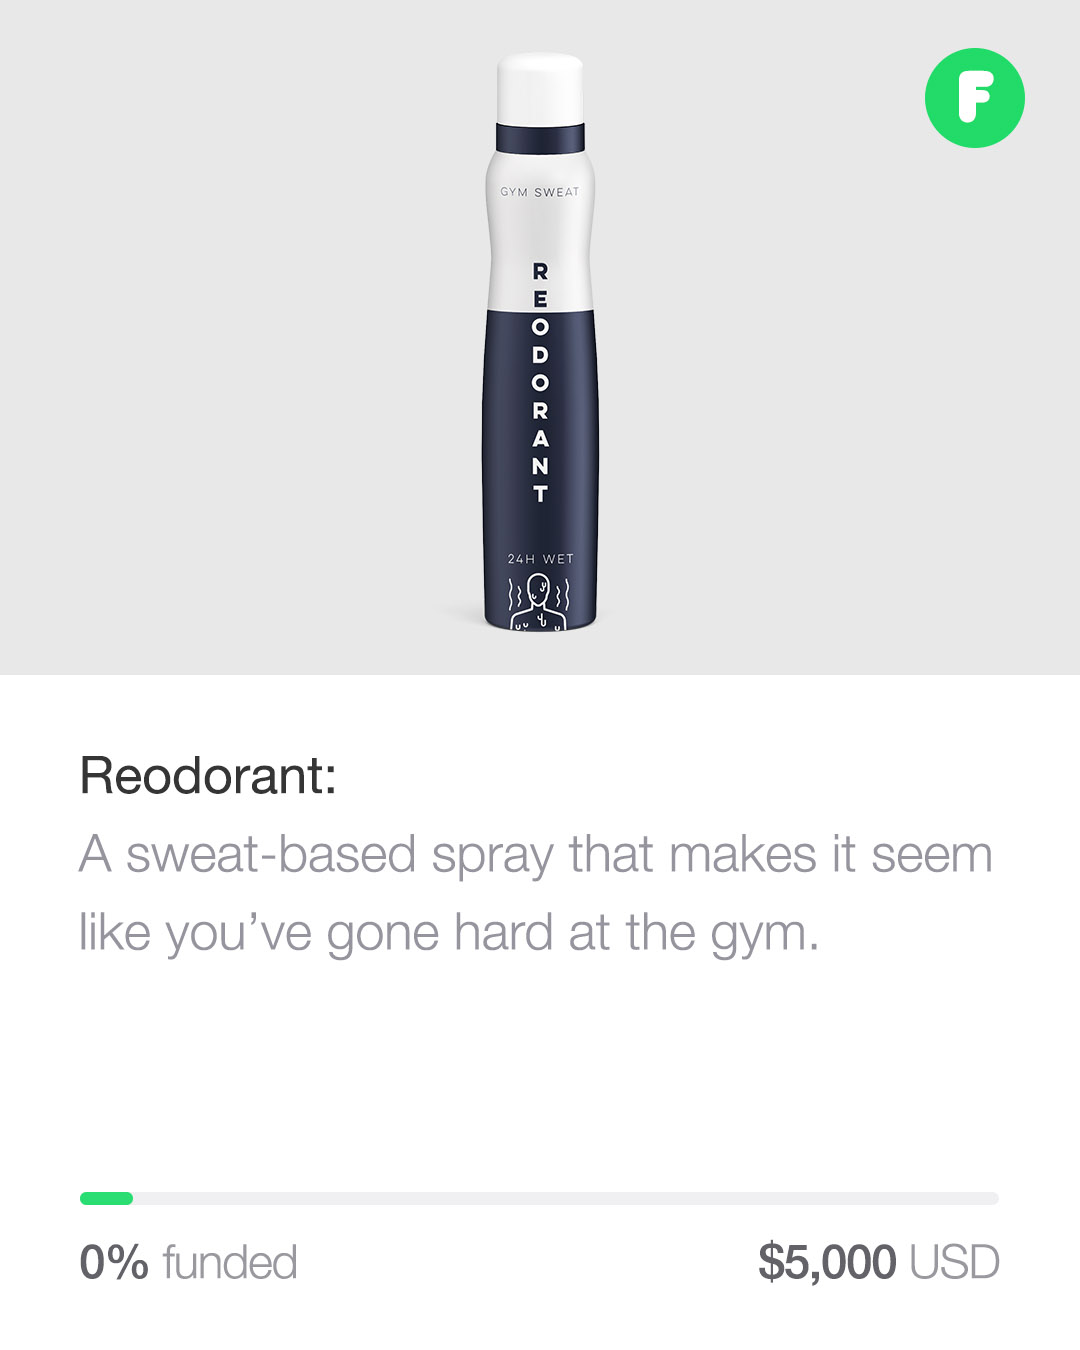 F
GYM SWEAT
REODORANT
24H WET
Reodorant:
A sweat-based spray that makes it seem
like you’ve gone hard at the gym.
0% funded
$5,000 USD